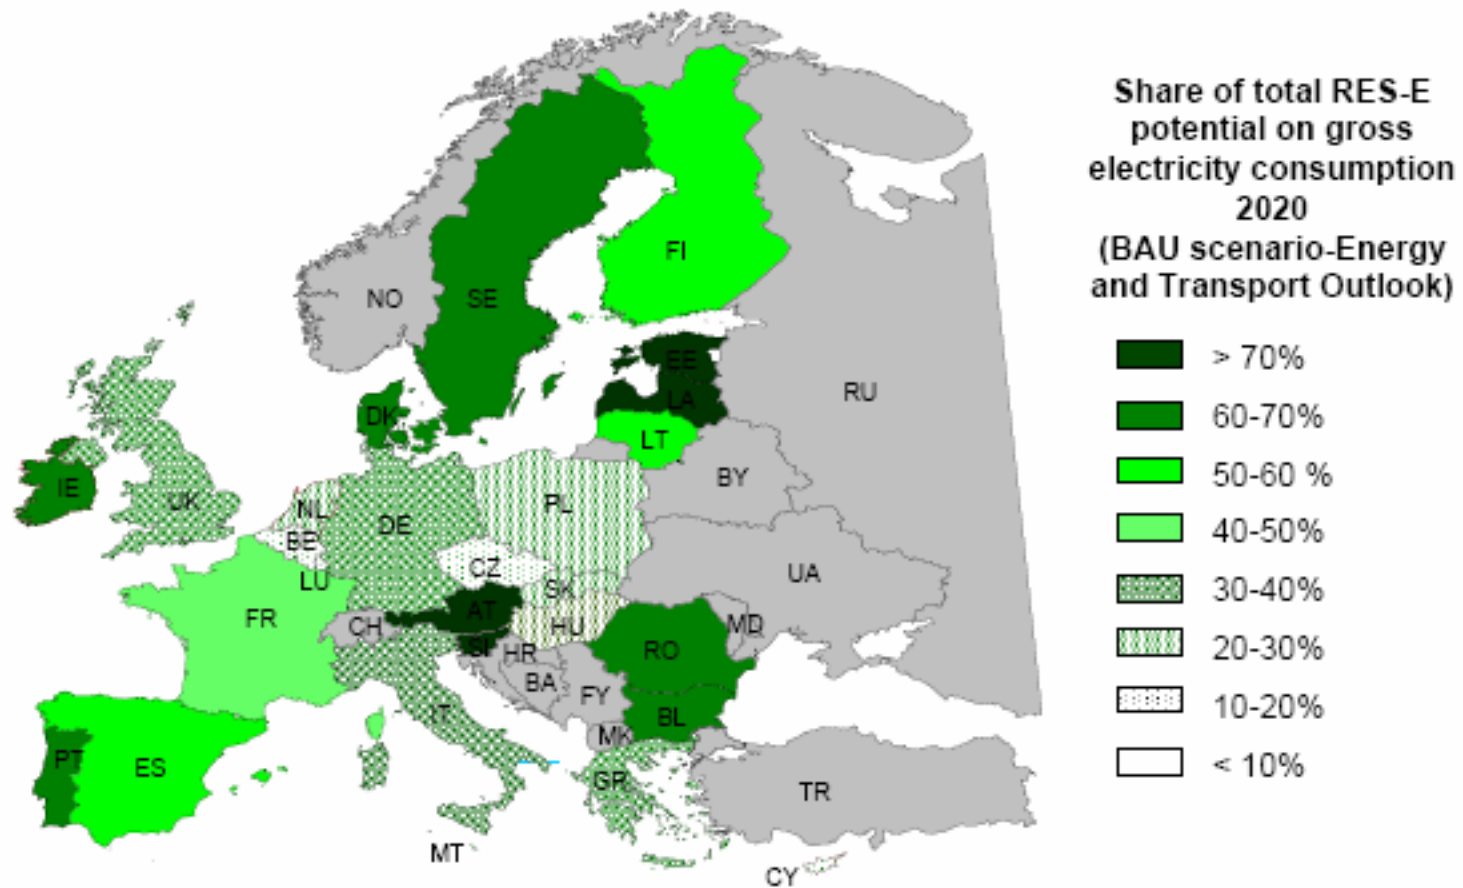 Share of total RES-E
potential on gross
electricity consumption
2020
(BAU scenario-Energy
and Transport Outlook)
> 70%
60-70%
50-60 %
40-50%
30-40%
20-30%
10-20%
< 10%
FI
NO
SE
EE
LA
RU
DK
LT
IE
UK
NL
DE
PL
BY
BE
CZ
LU
SK
UA
FR
CH
AT
HU
MD
SI
HR
RO
BA
FY
IT
BL
MK
PT
ES
GR
TR
MT
CY